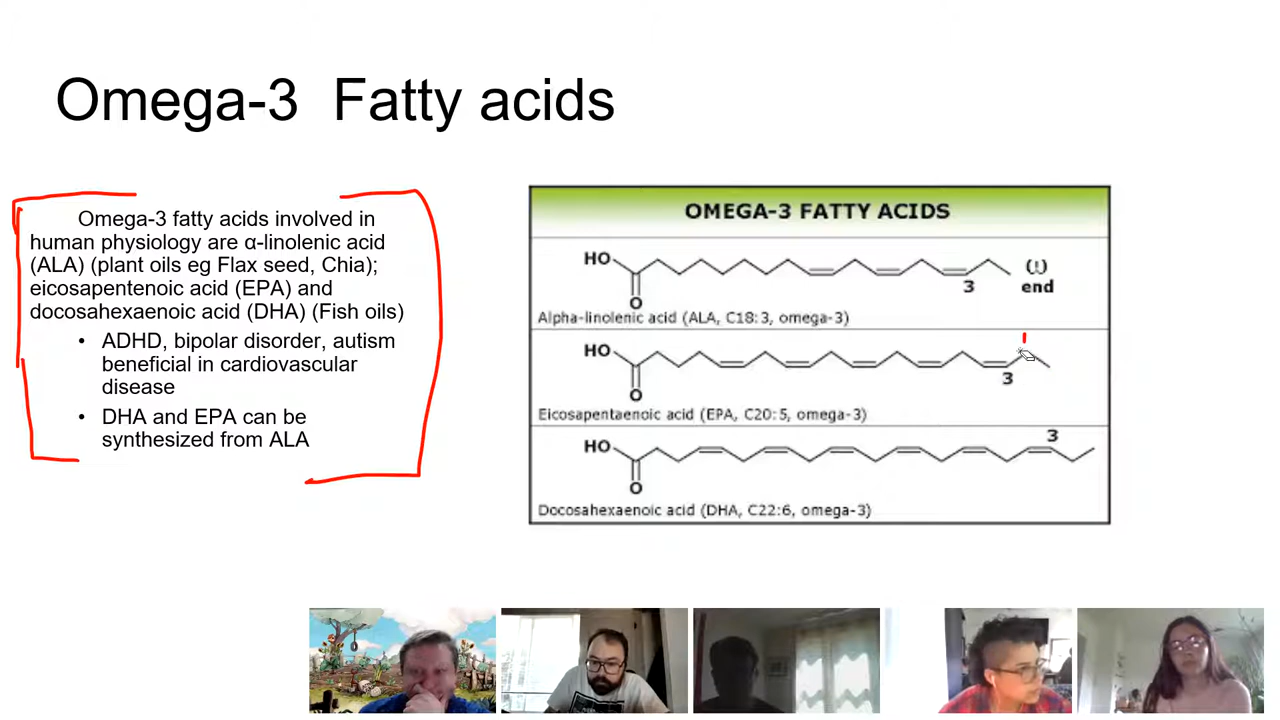 Omega-3 Fatty acids
Omega-3 fatty acids involved in
human physiology are α-linolenic acid
(ALA) (plant oils eg Flax seed, Chia);
eicosapentenoic acid (EPA) and
docosahexaenoic acid (DHA) (Fish oils)
• ADHD, bipolar disorder, autism
beneficial in cardiovascular
disease
• DHA and EPA can be
synthesized from ALA
OMEGA-3 FATTY ACIDS
HO
O
3
(!)
end
Alpha-linolenic acid (ALA, C18:3, omega-3)
HO
O
3
Eicosapentaenoic acid (EPA, C20:5, omega-3)
HO
O
3
Docosahexaenoic acid (DHA, C22:6, omega-3)